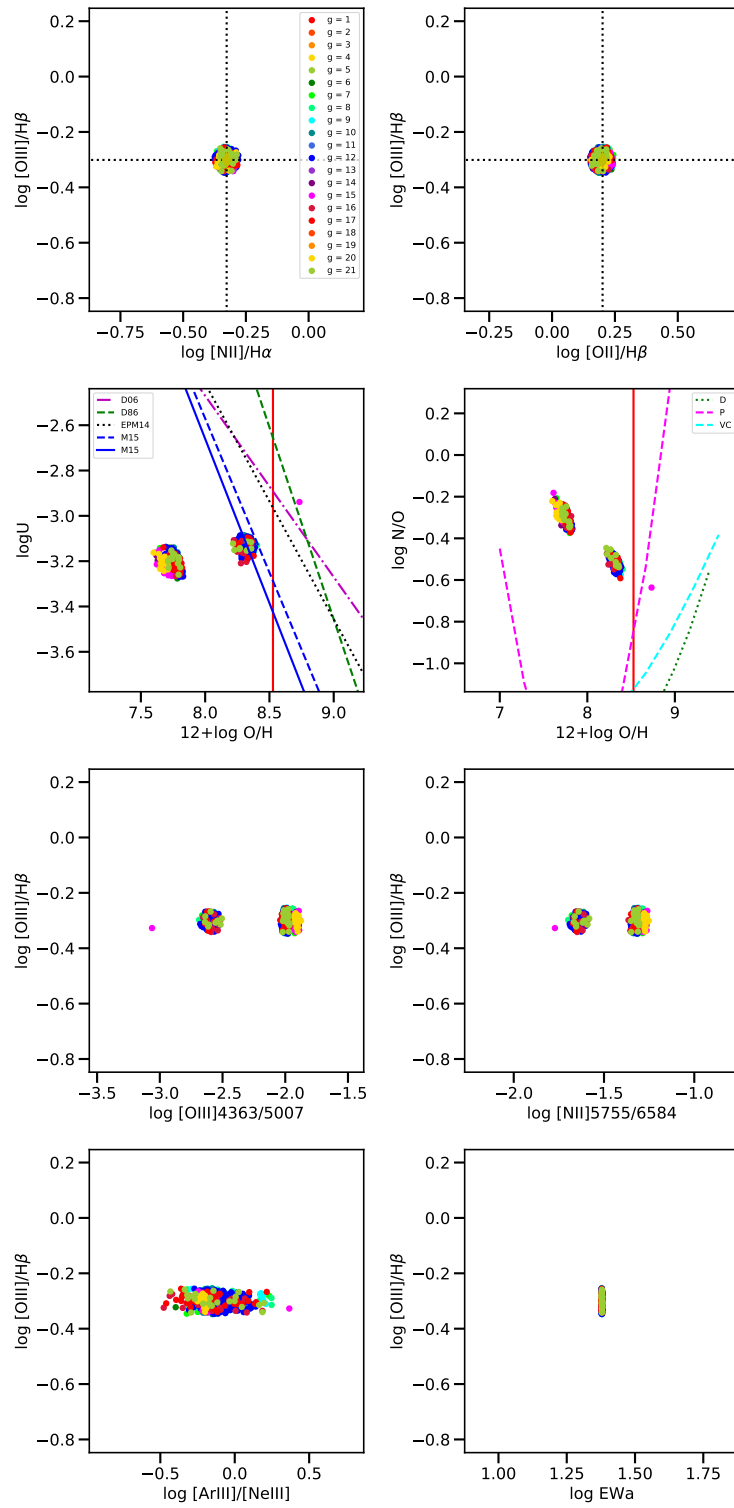 0.2
0.0
−0.2
−0.4
−0.6
−0.8
log [OIII]/Hβ
−0.75 −0.50 −0.25 0.00
log [NII]/Hα
g = 1
g = 2
g = 3
g = 4
g = 5
g = 6
g = 7
g = 8
g = 9
g = 10
g = 11
g = 12
g = 13
g = 14
g = 15
g = 16
g = 17
g = 18
g = 19
g = 20
g = 21
0.2
0.0
−0.2
−0.4
−0.6
−0.8
log [OIII]/Hβ
−0.25 0.00 0.25 0.50
log [OII]/Hβ
−2.6
−2.8
−3.0
−3.2
−3.4
−3.6
logU
7.5 8.0 8.5 9.0
12+log O/H
D06
D86
EPM14
M15
M15
0.2
0.0
−0.2
−0.4
−0.6
−0.8
−1.0
log N/O
7 8 9
12+log O/H
D
P
VC
0.2
0.0
−0.2
−0.4
−0.6
−0.8
log [OIII]/Hβ
−3.5 −3.0 −2.5 −2.0 −1.5
log [OIII]4363/5007
0.2
0.0
−0.2
−0.4
−0.6
−0.8
log [OIII]/Hβ
−2.0 −1.5 −1.0
log [NII]5755/6584
0.2
0.0
−0.2
−0.4
−0.6
−0.8
log [OIII]/Hβ
−0.5 0.0 0.5
log [ArIII]/[NeIII]
0.2
0.0
−0.2
−0.4
−0.6
−0.8
log [OIII]/Hβ
1.00 1.25 1.50 1.75
log EWa